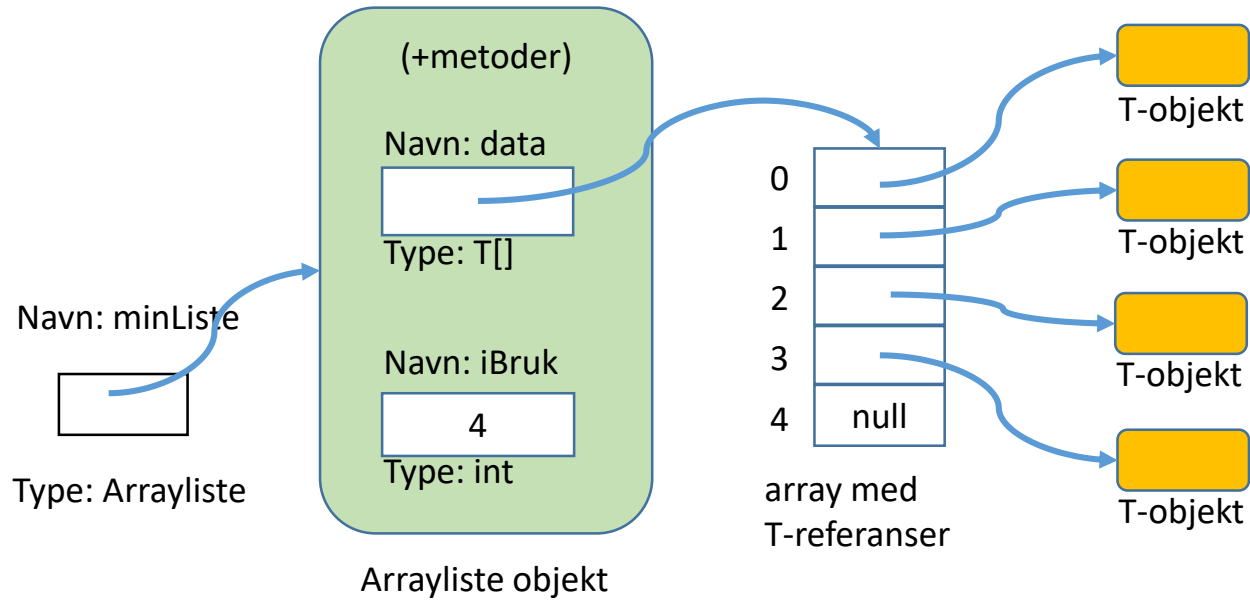 Navn: minListe
Type: Arrayliste
(+metoder)
Navn: data
Type: T[]
Navn: iBruk
4
Type: int
Arrayliste objekt
0
1
2
3
4 null
array med
T-referanser
T-objekt
T-objekt
T-objekt
T-objekt